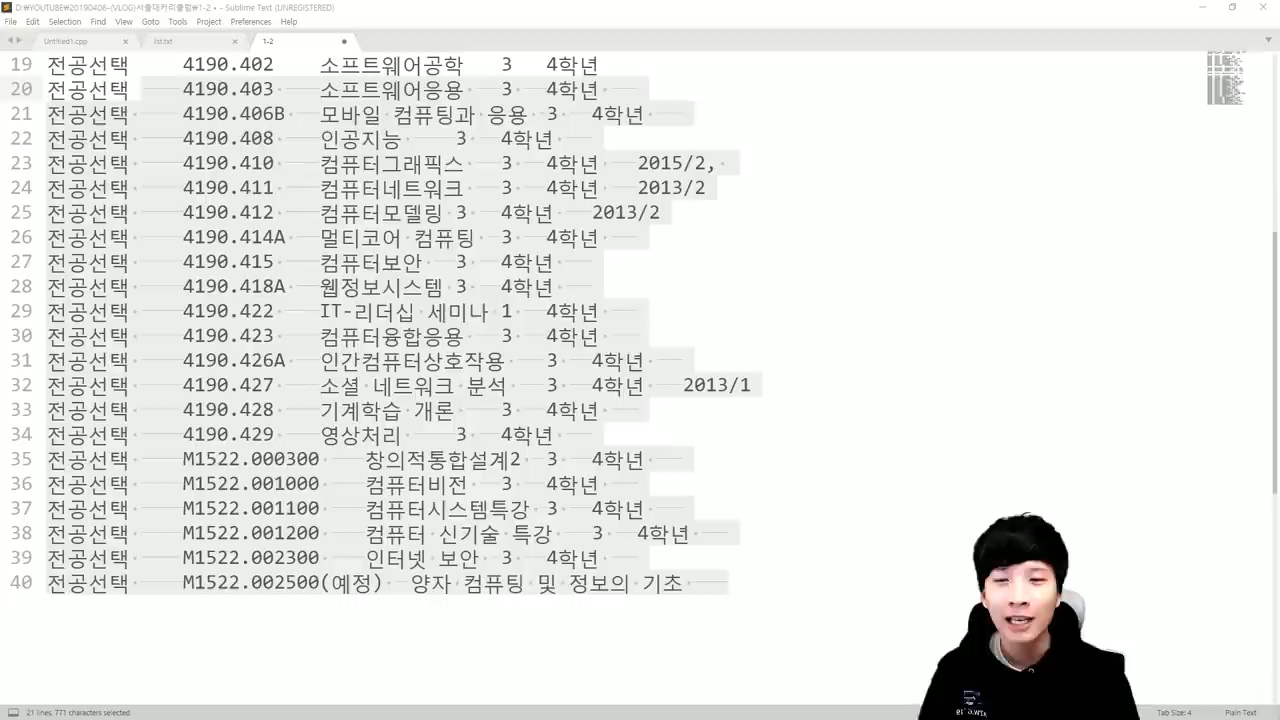 D:₩YOUTUBE₩20190406-(VLOG)서울대커리큘럼₩1-2 • - Sublime Text (UNREGISTERED)
File Edit Selection Find View Goto Tools Project Preferences Help
Untitled1.cpp list.txt 1-2
19 전공선택 4190.402 소프트웨어공학 3 4학년
20 전공선택 4190.403 소프트웨어응용 3 4학년
21 전공선택 4190.406B 모바일 컴퓨팅과 응용 3 4학년
22 전공선택 4190.408 인공지능 3 4학년
23 전공선택 4190.410 컴퓨터그래픽스 3 4학년 2015/2,
24 전공선택 4190.411 컴퓨터네트워크 3 4학년 2013/2
25 전공선택 4190.412 컴퓨터모델링 3 4학년 2013/2
26 전공선택 4190.414A 멀티코어 컴퓨팅 3 4학년
27 전공선택 4190.415 컴퓨터보안 3 4학년
28 전공선택 4190.418A 웹정보시스템 3 4학년
29 전공선택 4190.422 IT-리더십 세미나 1 4학년
30 전공선택 4190.423 컴퓨터융합응용 3 4학년
31 전공선택 4190.426A 인간컴퓨터상호작용 3 4학년
32 전공선택 4190.427 소셜 네트워크 분석 3 4학년 2013/1
33 전공선택 4190.428 기계학습 개론 3 4학년
34 전공선택 4190.429 영상처리 3 4학년
35 전공선택 M1522.000300 창의적통합설계2 3 4학년
36 전공선택 M1522.001000 컴퓨터비전 3 4학년
37 전공선택 M1522.001100 컴퓨터시스템특강 3 4학년
38 전공선택 M1522.001200 컴퓨터 신기술 특강 3 4학년
39 전공선택 M1522.002300 인터넷 보안 3 4학년
40 전공선택 M1522.002500(예정) 양자 컴퓨팅 및 정보의 기초
21 lines, 771 characters selected Tab Size: 4 Plain Text